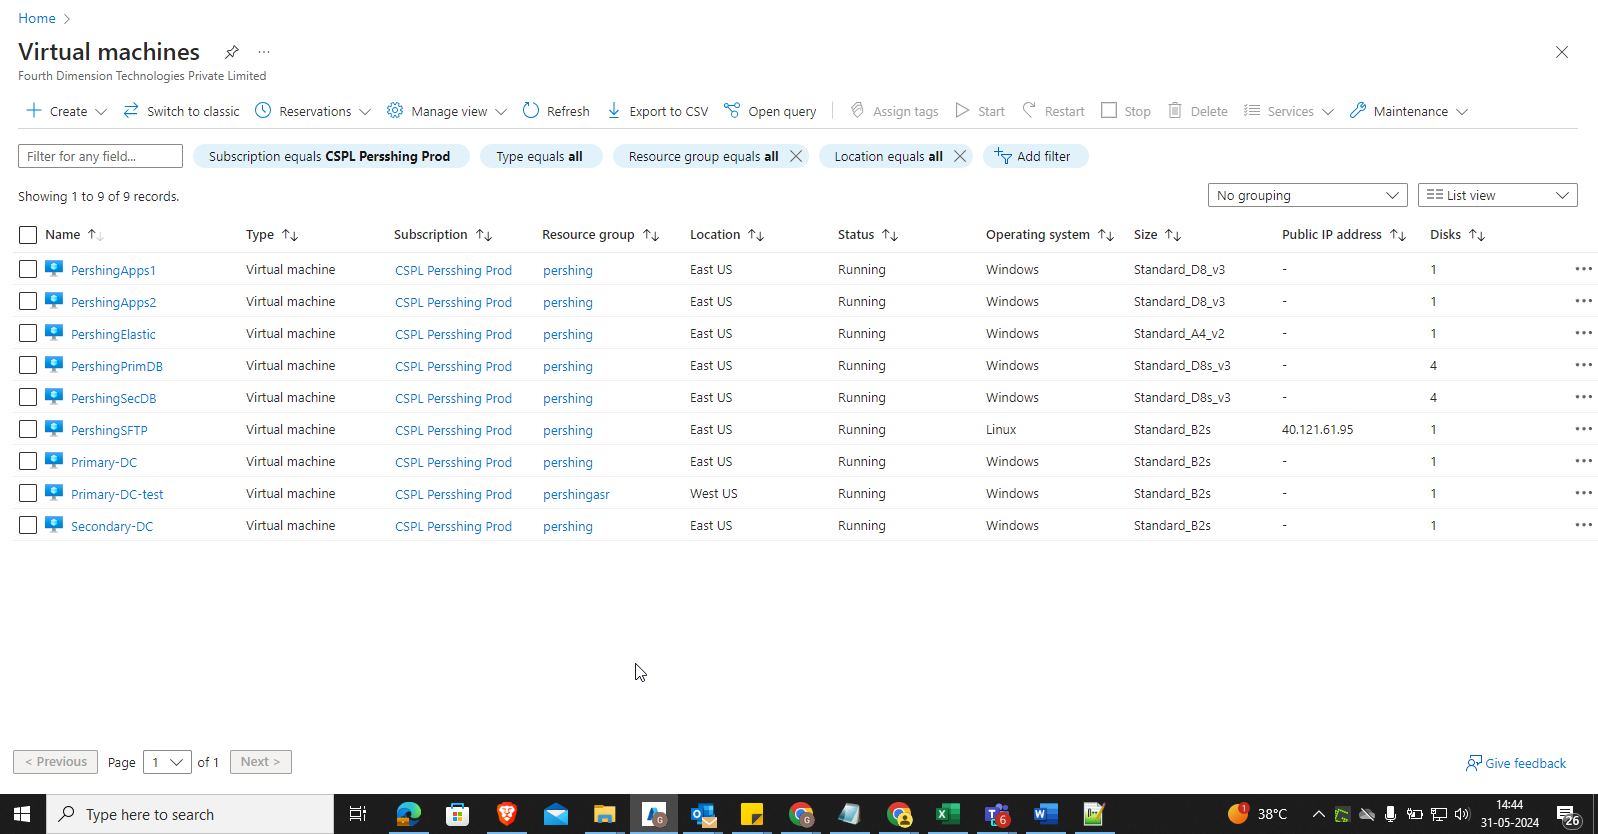 Home
Virtual machines
Fourth Dimension Technologies Private Limited
Create Switch to classic Reservations Manage view Refresh Export to CSV Open query Assign tags Start Restart Stop Delete Services Maintenance
Filter for any field... Subscription equals CSPL Persshing Prod Type equals all Resource group equals all Location equals all Add filter
Showing 1 to 9 of 9 records. No grouping List view
Name Type Subscription Resource group Location Status Operating system Size Public IP address Disks
PershingApps1 Virtual machine CSPL Persshing Prod pershing East US Running Windows Standard_D8_v3 - 1
PershingApps2 Virtual machine CSPL Persshing Prod pershing East US Running Windows Standard_D8_v3 - 1
PershingElastic Virtual machine CSPL Persshing Prod pershing East US Running Windows Standard_A4_v2 - 1
PershingPrimDB Virtual machine CSPL Persshing Prod pershing East US Running Windows Standard_D8s_v3 - 4
PershingSecDB Virtual machine CSPL Persshing Prod pershing East US Running Windows Standard_D8s_v3 - 4
PershingSFTP Virtual machine CSPL Persshing Prod pershing East US Running Linux Standard_B2s 40.121.61.95 1
Primary-DC Virtual machine CSPL Persshing Prod pershing East US Running Windows Standard_B2s - 1
Primary-DC-test Virtual machine CSPL Persshing Prod pershingasr West US Running Windows Standard_B2s - 1
Secondary-DC Virtual machine CSPL Persshing Prod pershing East US Running Windows Standard_B2s - 1
< Previous Page 1 of 1 Next > Give feedback
Type here to search 38°C 14:44
31-05-2024 26